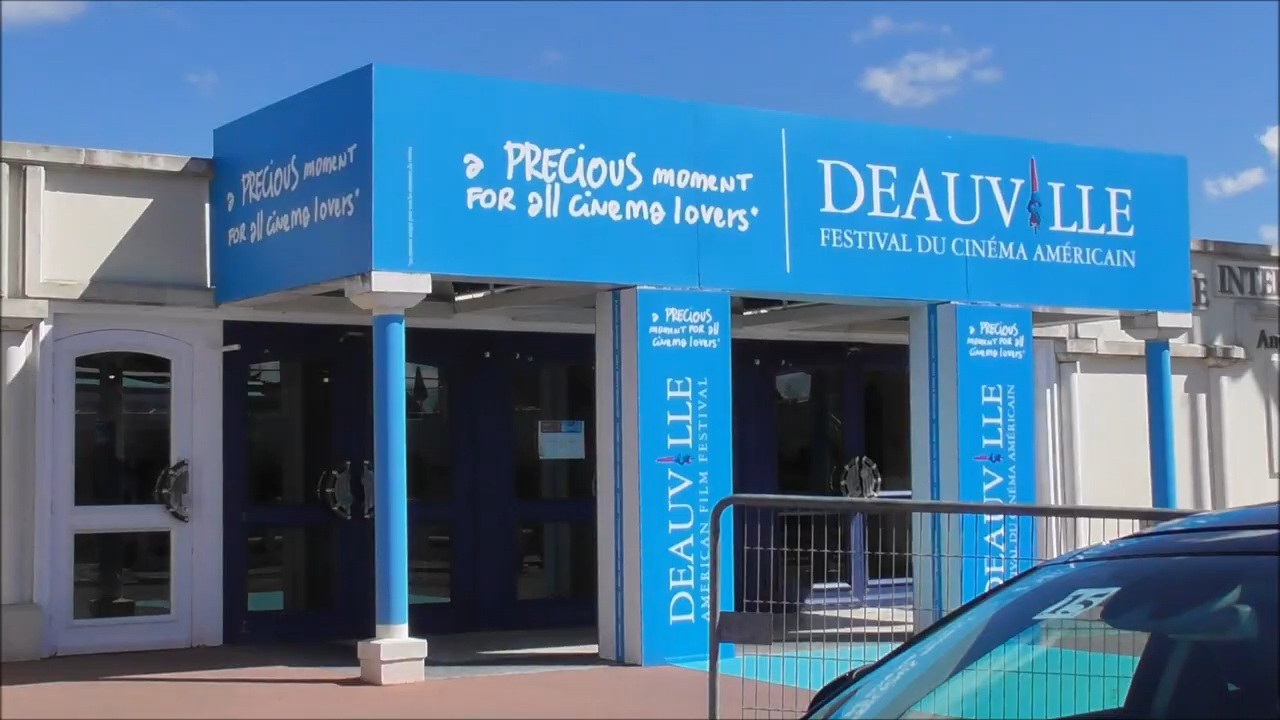 a PRECIOUS moment
FOR all cinema lovers*
a PRECIOUS moment
FOR all cinema lovers*
DEAUVILLE
FESTIVAL DU CINÉMA AMÉRICAIN
a PRECIOUS
moment FOR all
cinema lovers*
DEAUVILLE
AMERICAN FILM FESTIVAL
a PRECIOUS
moment FOR all
cinema lovers*
DEAUVILLE
VAL DU CINÉMA AMÉRICAIN
E INTE
An